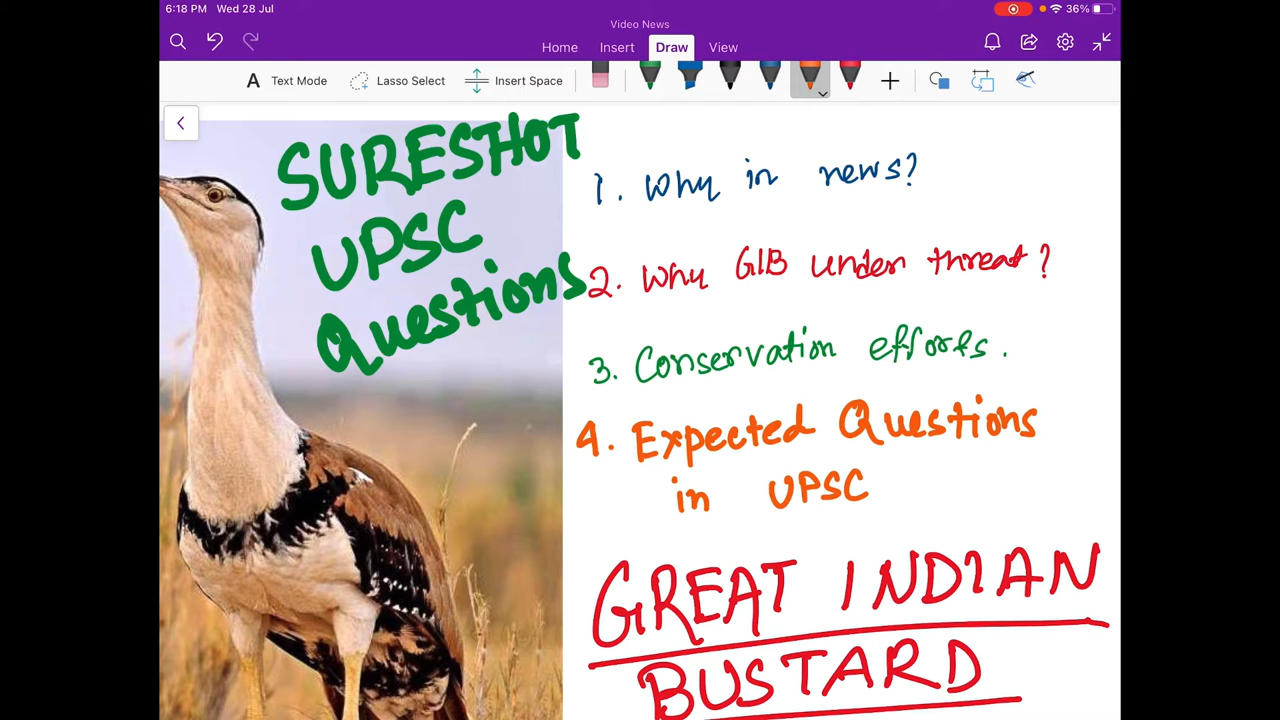 6:18 PM Wed 28 Jul
36%
Video News
Home Insert Draw View
Text Mode Lasso Select Insert Space
SURESHOT
UPSC
Questions
1. Why in news?
2. Why GIB under threat?
3. Conservation efforts.
4. Expected Questions
in UPSC
GREAT INDIAN
BUSTARD